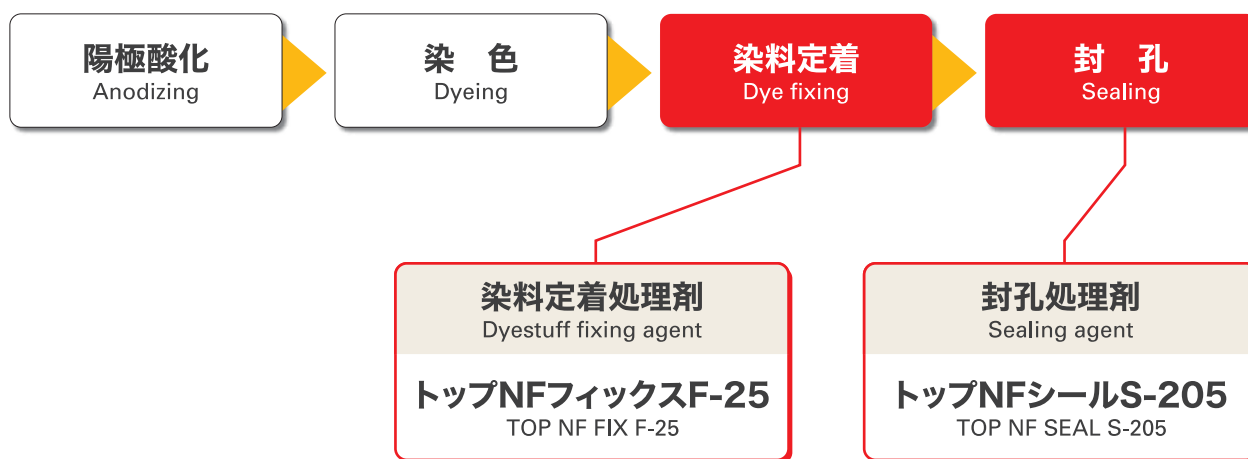 陽極酸化
Anodizing
染 色
Dyeing
染料定着
Dye fixing
封 孔
Sealing
染料定着処理剤
Dyestuff fixing agent
トップNFフィックスF-25
TOP NF FIX F-25
封孔処理剤
Sealing agent
トップNFシールS-205
TOP NF SEAL S-205